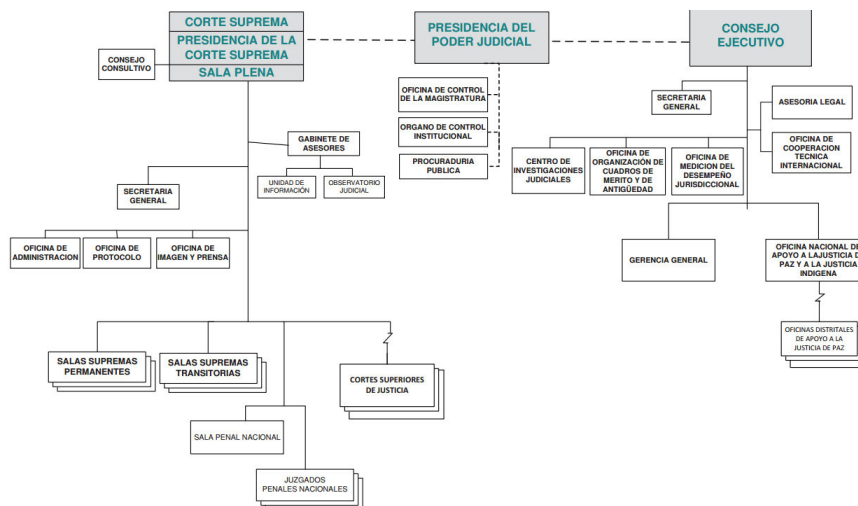 CORTE SUPREMA
PRESIDENCIA DE LA
CORTE SUPREMA
SALA PLENA
PRESIDENCIA DEL
PODER JUDICIAL
CONSEJO
EJECUTIVO
CONSEJO
CONSULTIVO
OFICINA DE CONTROL
DE LA MAGISTRATURA
ORGANO DE CONTROL
INSTITUCIONAL
PROCURADURIA
PUBLICA
SECRETARIA
GENERAL
ASESORIA LEGAL
OFICINA DE
COOPERACION
TECNICA
INTERNACIONAL
GABINETE DE
ASESORES
UNIDAD DE
INFORMACIÓN
OBSERVATORIO
JUDICIAL
CENTRO DE
INVESTIGACIONES
JUDICIALES
OFICINA DE
ORGANIZACIÓN DE
CUADROS DE
MERITO Y DE
ANTIGÜEDAD
OFICINA DE
MEDICION DEL
DESEMPEÑO
JURISDICCIONAL
SECRETARIA
GENERAL
OFICINA DE
ADMINISTRACION
OFICINA DE
PROTOCOLO
OFICINA DE
IMAGEN Y PRENSA
GERENCIA GENERAL
OFICINA NACIONAL DE
APOYO A LAJUSTICIA D
PAZ Y A LA JUSTICIA
INDIGENA
OFICINAS DISTRITALES
DE APOYO A LA
JUSTICIA DE PAZ
SALAS SUPREMAS
PERMANENTES
SALAS SUPREMAS
TRANSITORIAS
CORTES SUPERIORES
DE JUSTICIA
SALA PENAL NACIONAL
JUZGADOS
PENALES NACIONALES